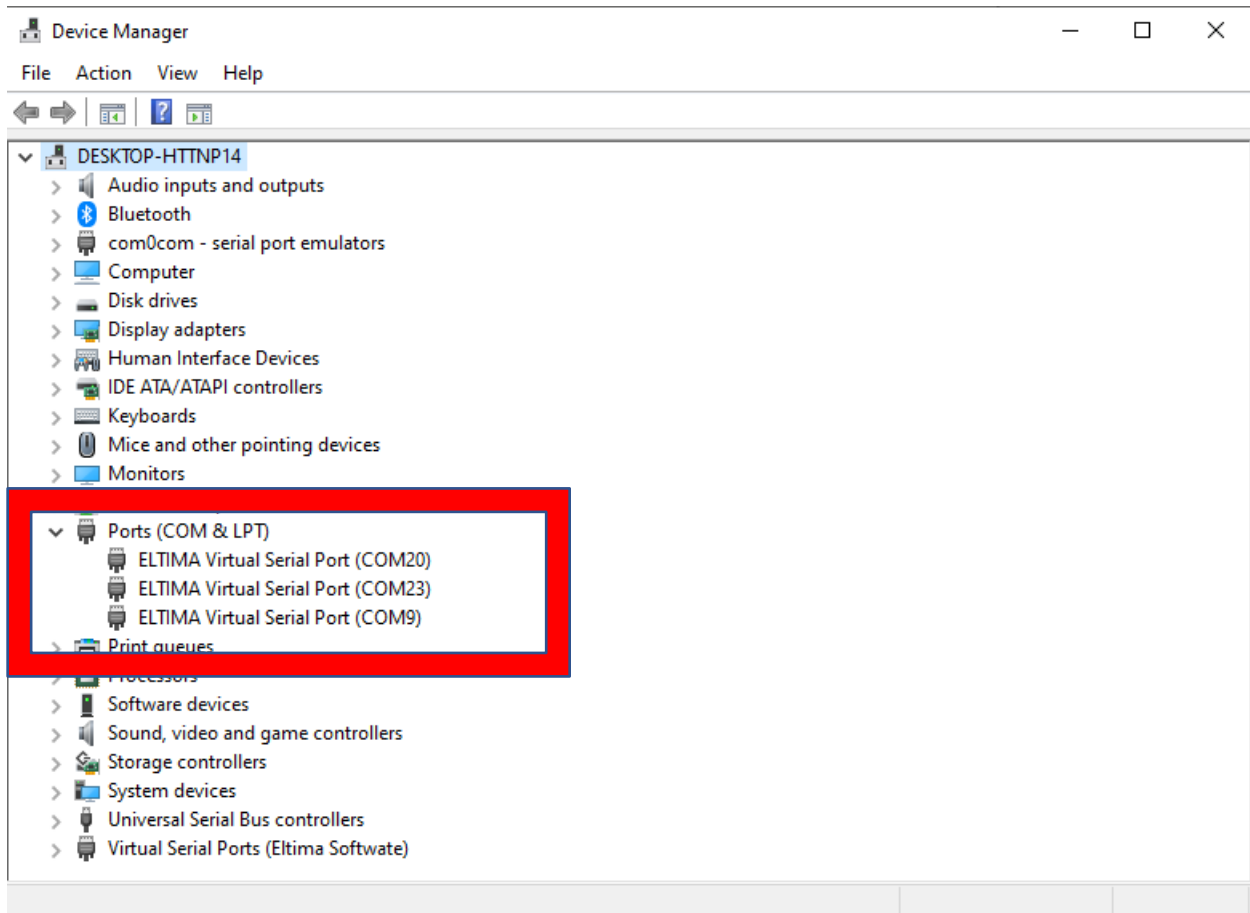 Device Manager
File Action View Help
DESKTOP-HTTNP14
Audio inputs and outputs
Bluetooth
com0com - serial port emulators
Computer
Disk drives
Display adapters
Human Interface Devices
IDE ATA/ATAPI controllers
Keyboards
Mice and other pointing devices
Monitors
Ports (COM & LPT)
ELTIMA Virtual Serial Port (COM20)
ELTIMA Virtual Serial Port (COM23)
ELTIMA Virtual Serial Port (COM9)
Print queues
Processors
Software devices
Sound, video and game controllers
Storage controllers
System devices
Universal Serial Bus controllers
Virtual Serial Ports (Eltima Softwate)